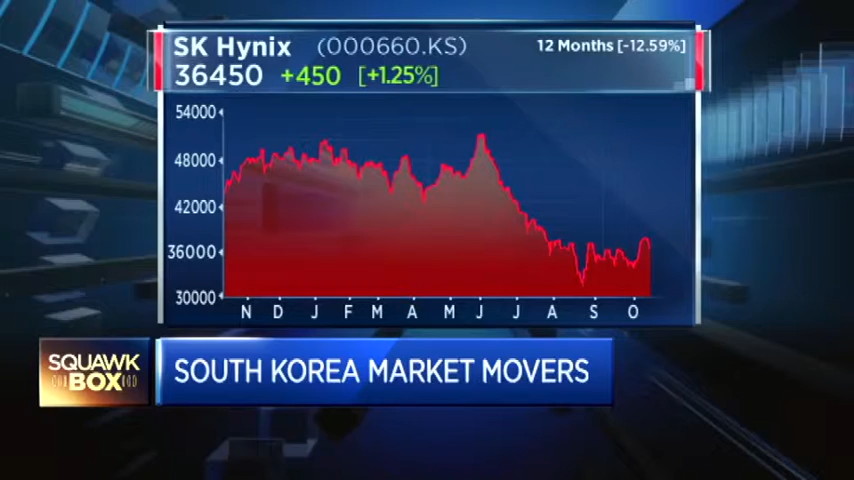 SK Hynix (000660.KS) 12 Months [-12.59%]
36450 +450 [+1.25%]
54000
48000
42000
36000
30000
N D J F M A M J J A S O
SQUAWK
BOX
SOUTH KOREA MARKET MOVERS